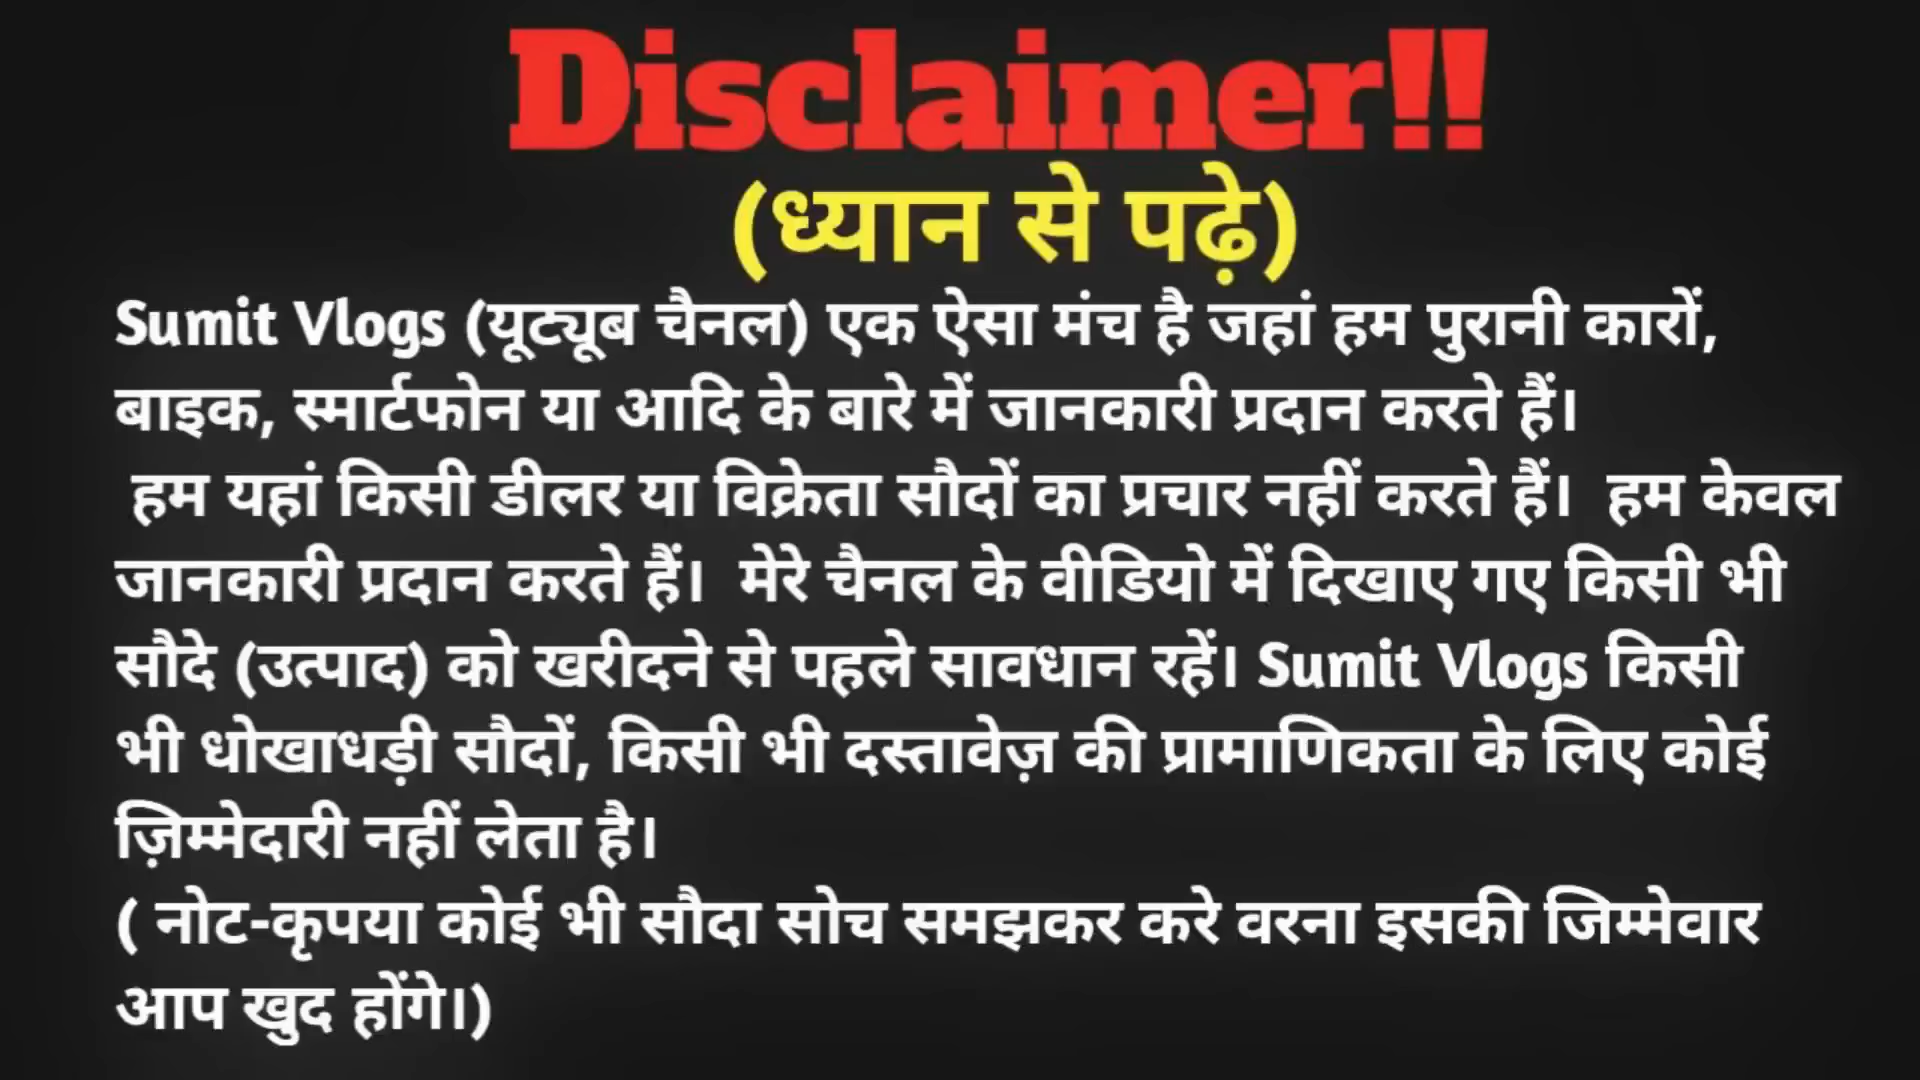 Disclaimer!!
(ध्यान से पढ़े)
Sumit Vlogs (यूट्यूब चैनल) एक ऐसा मंच है जहां हम पुरानी कारों,
बाइक, स्मार्टफोन या आदि के बारे में जानकारी प्रदान करते हैं।
हम यहां किसी डीलर या विक्रेता सौदों का प्रचार नहीं करते हैं। हम केवल
जानकारी प्रदान करते हैं। मेरे चैनल के वीडियो में दिखाए गए किसी भी
सौदे (उत्पाद) को खरीदने से पहले सावधान रहें। Sumit Vlogs किसी
भी धोखाधड़ी सौदों, किसी भी दस्तावेज़ की प्रामाणिकता के लिए कोई
ज़िम्मेदारी नहीं लेता है।
( नोट-कृपया कोई भी सौदा सोच समझकर करे वरना इसकी जिम्मेवार
आप खुद होंगे।)